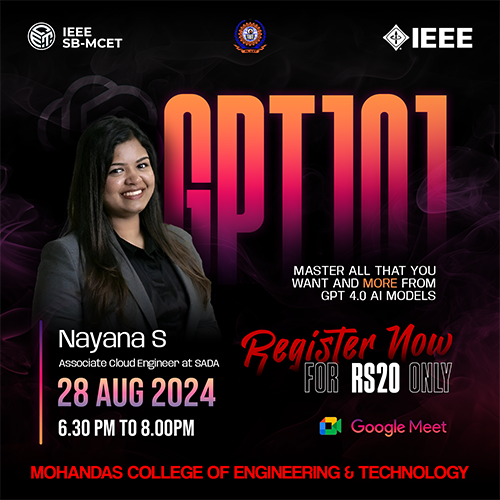 IEEE
SB-MCET
IEEE
GPT101
MASTER ALL THAT YOU
WANT AND MORE FROM
GPT 4.0 AI MODELS
Nayana S
Associate Cloud Engineer at SADA
28 AUG 2024
6.30 PM TO 8.00PM
Register Now
FOR RS20 ONLY
Google Meet
MOHANDAS COLLEGE OF ENGINEERING & TECHNOLOGY